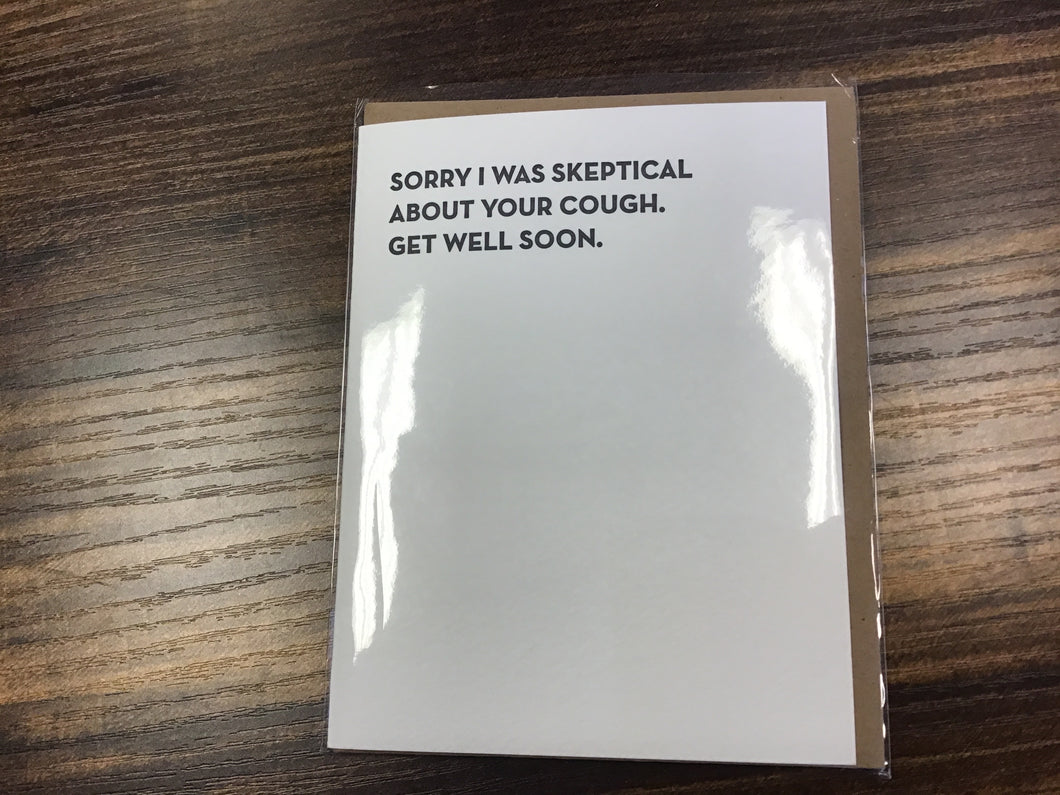 SORRY I WAS SKEPTICAL
ABOUT YOUR COUGH.
GET WELL SOON.